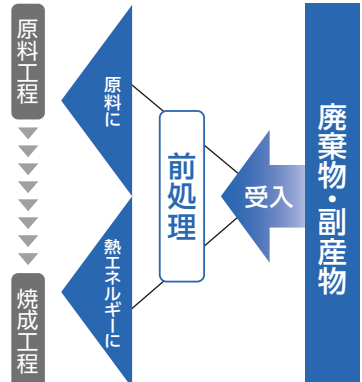 原料工程
焼成工程
原料に
熱エネルギーに
前処理
受入
廃棄物・副産物